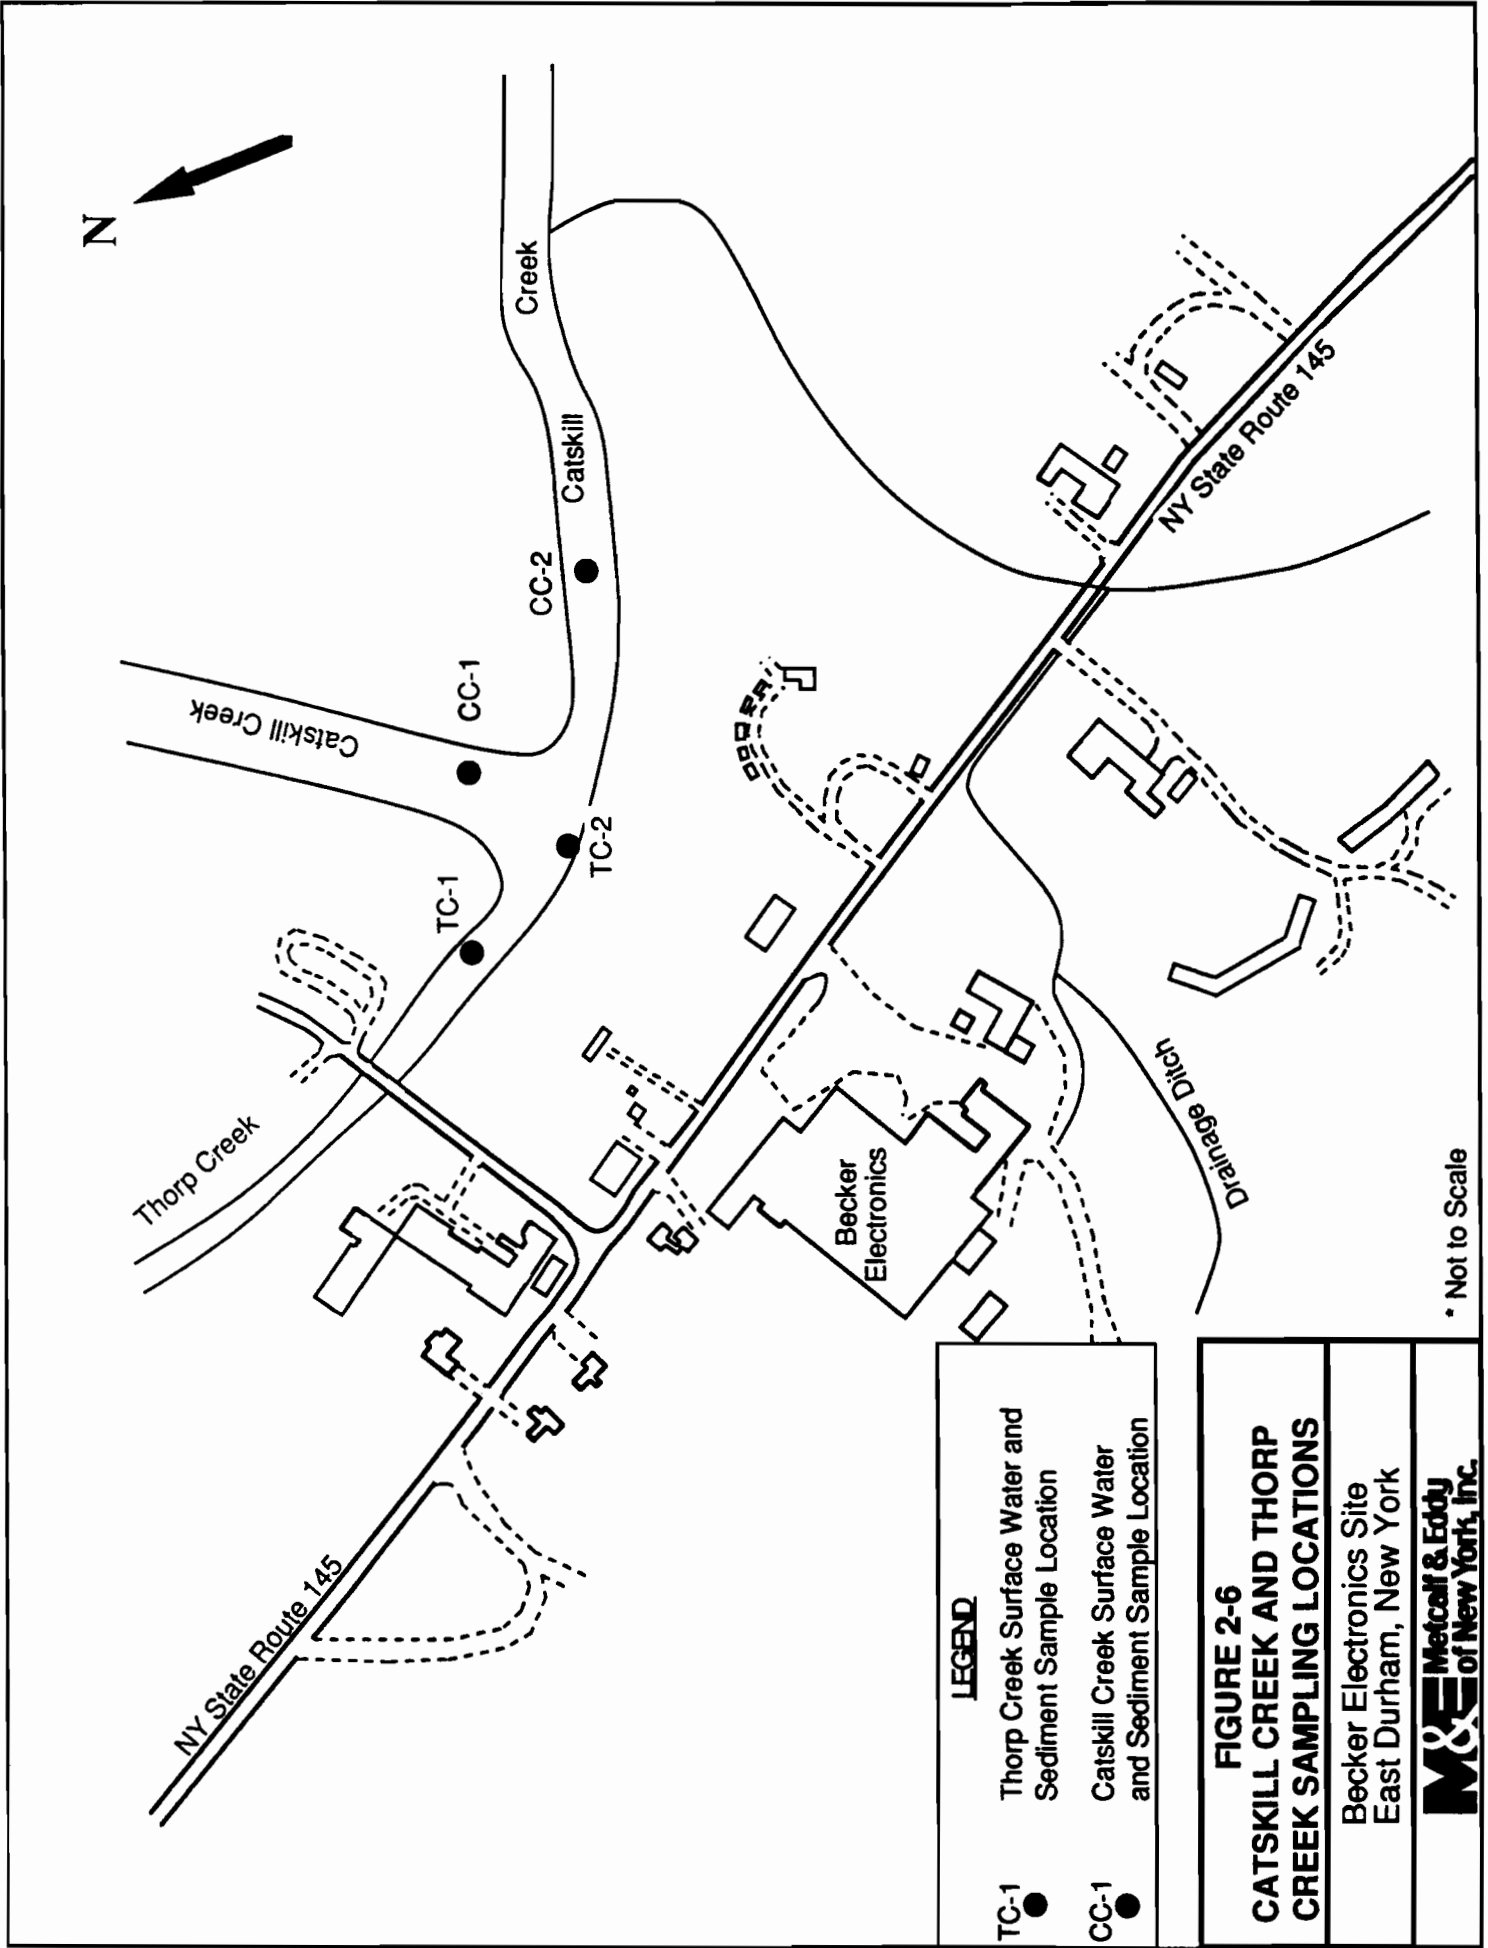 N
Creek
Catskill
CC-2
CC-1
Catskill Creek
TC-2
TC-1
Thorp Creek
NY State Route 145
NY State Route 145
Becker
Electronics
Drainage Ditch
* Not to Scale
LEGEND
TC-1
Thorp Creek Surface Water and
Sediment Sample Location
CC-1
Catskill Creek Surface Water
and Sediment Sample Location
FIGURE 2-6
CATSKILL CREEK AND THORP
CREEK SAMPLING LOCATIONS
Becker Electronics Site
East Durham, New York
M&E Metcalf & Eddy
of New York, Inc.